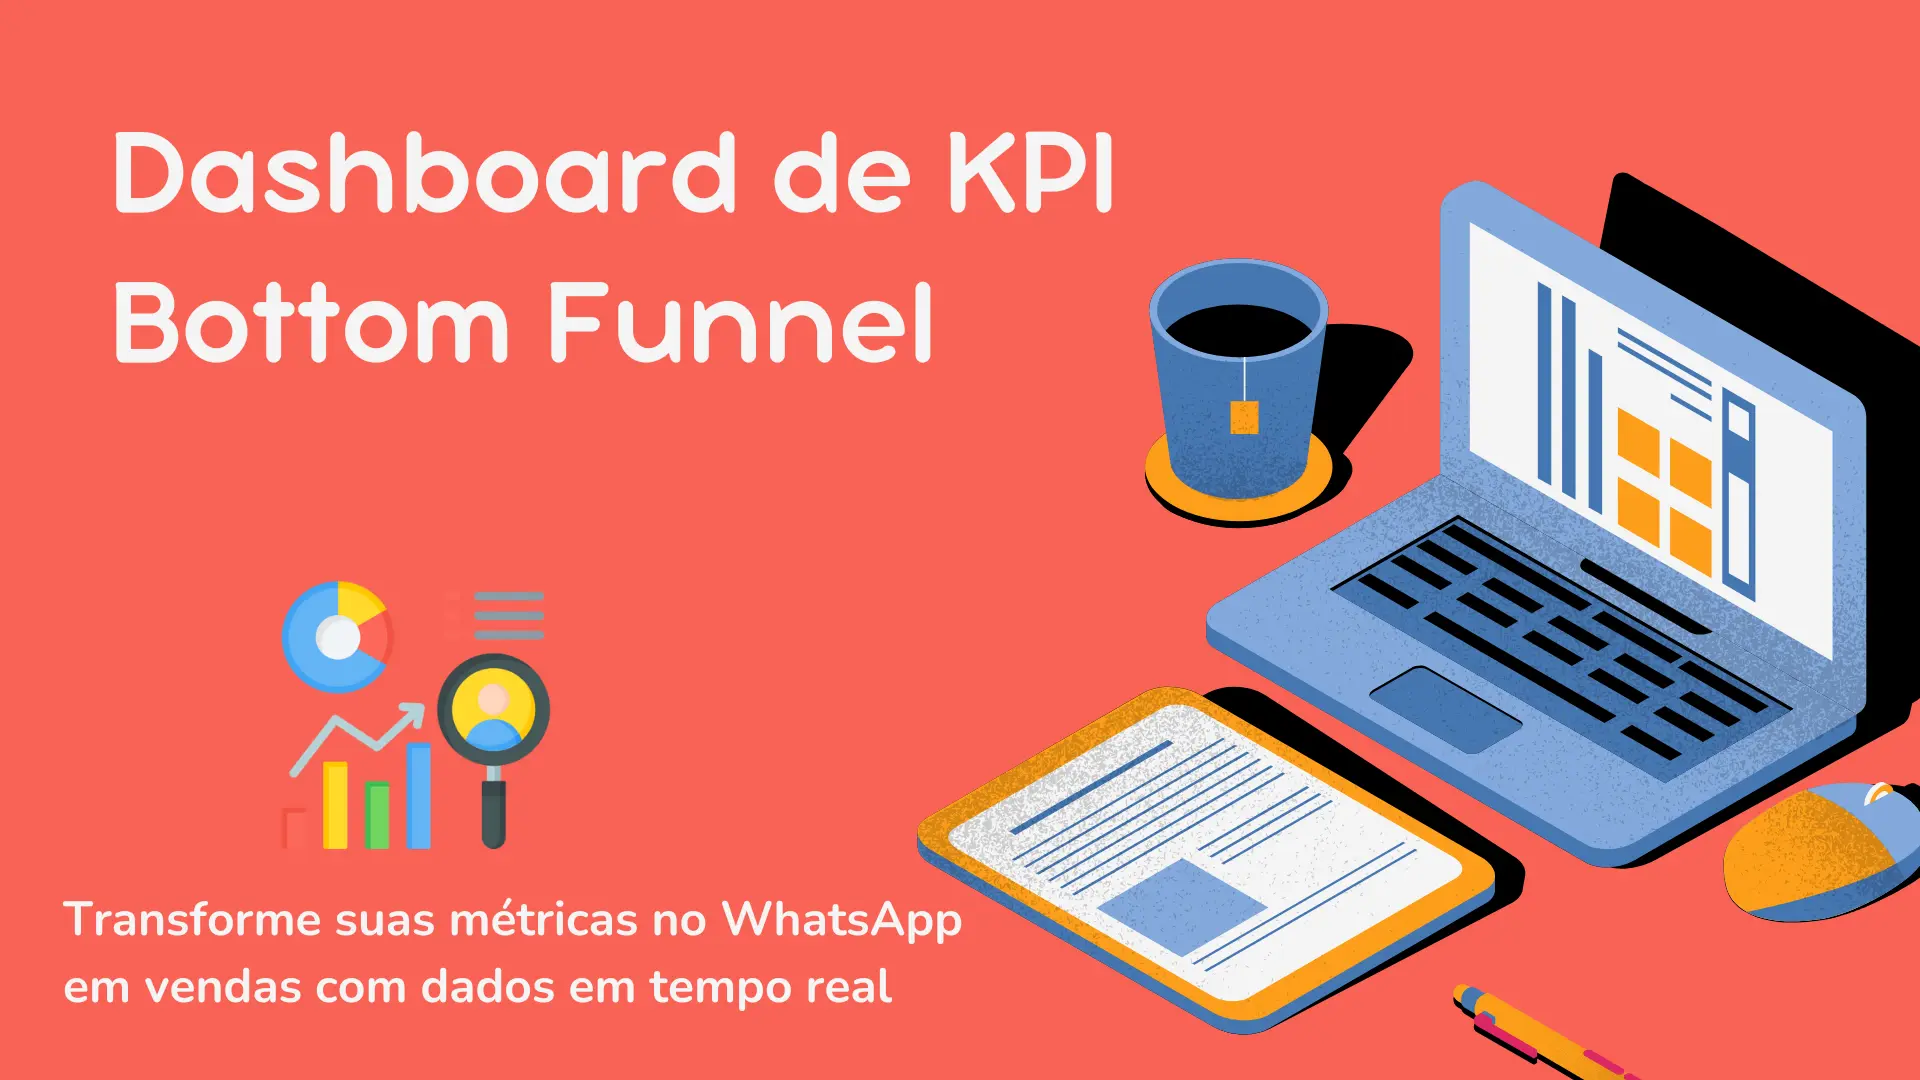 Dashboard de KPI
Bottom Funnel
Transforme suas métricas no WhatsApp
em vendas com dados em tempo real